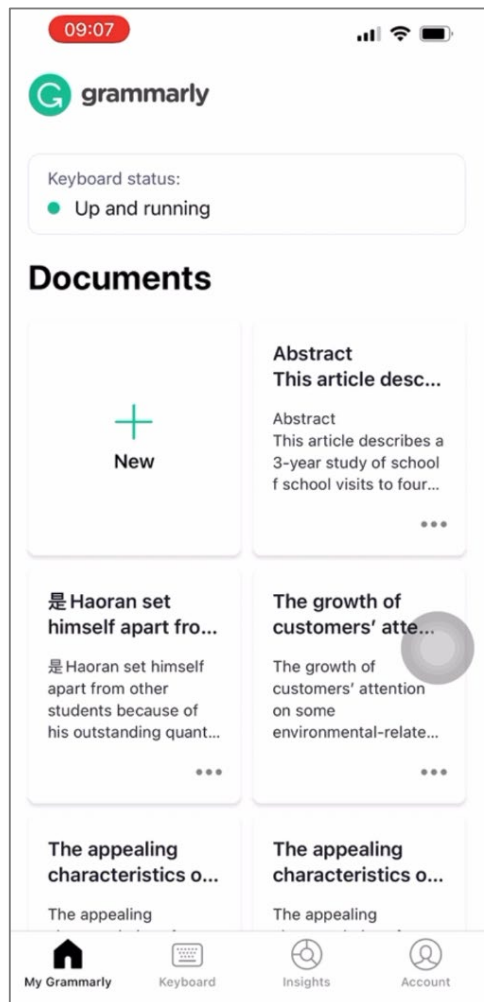 09:07
grammarly
Keyboard status:
Up and running
Documents
New
Abstract
This article desc...
Abstract
This article describes a
3-year study of school
f school visits to four...
是Haoran set
himself apart fro...
是Haoran set himself
apart from other
students because of
his outstanding quant...
The growth of
customers’ atte...
The growth of
customers’ attention
on some
environmental-relate...
The appealing
characteristics o...
The appealing
The appealing
characteristics o...
The appealing
My Grammarly
Keyboard
Insights
Account